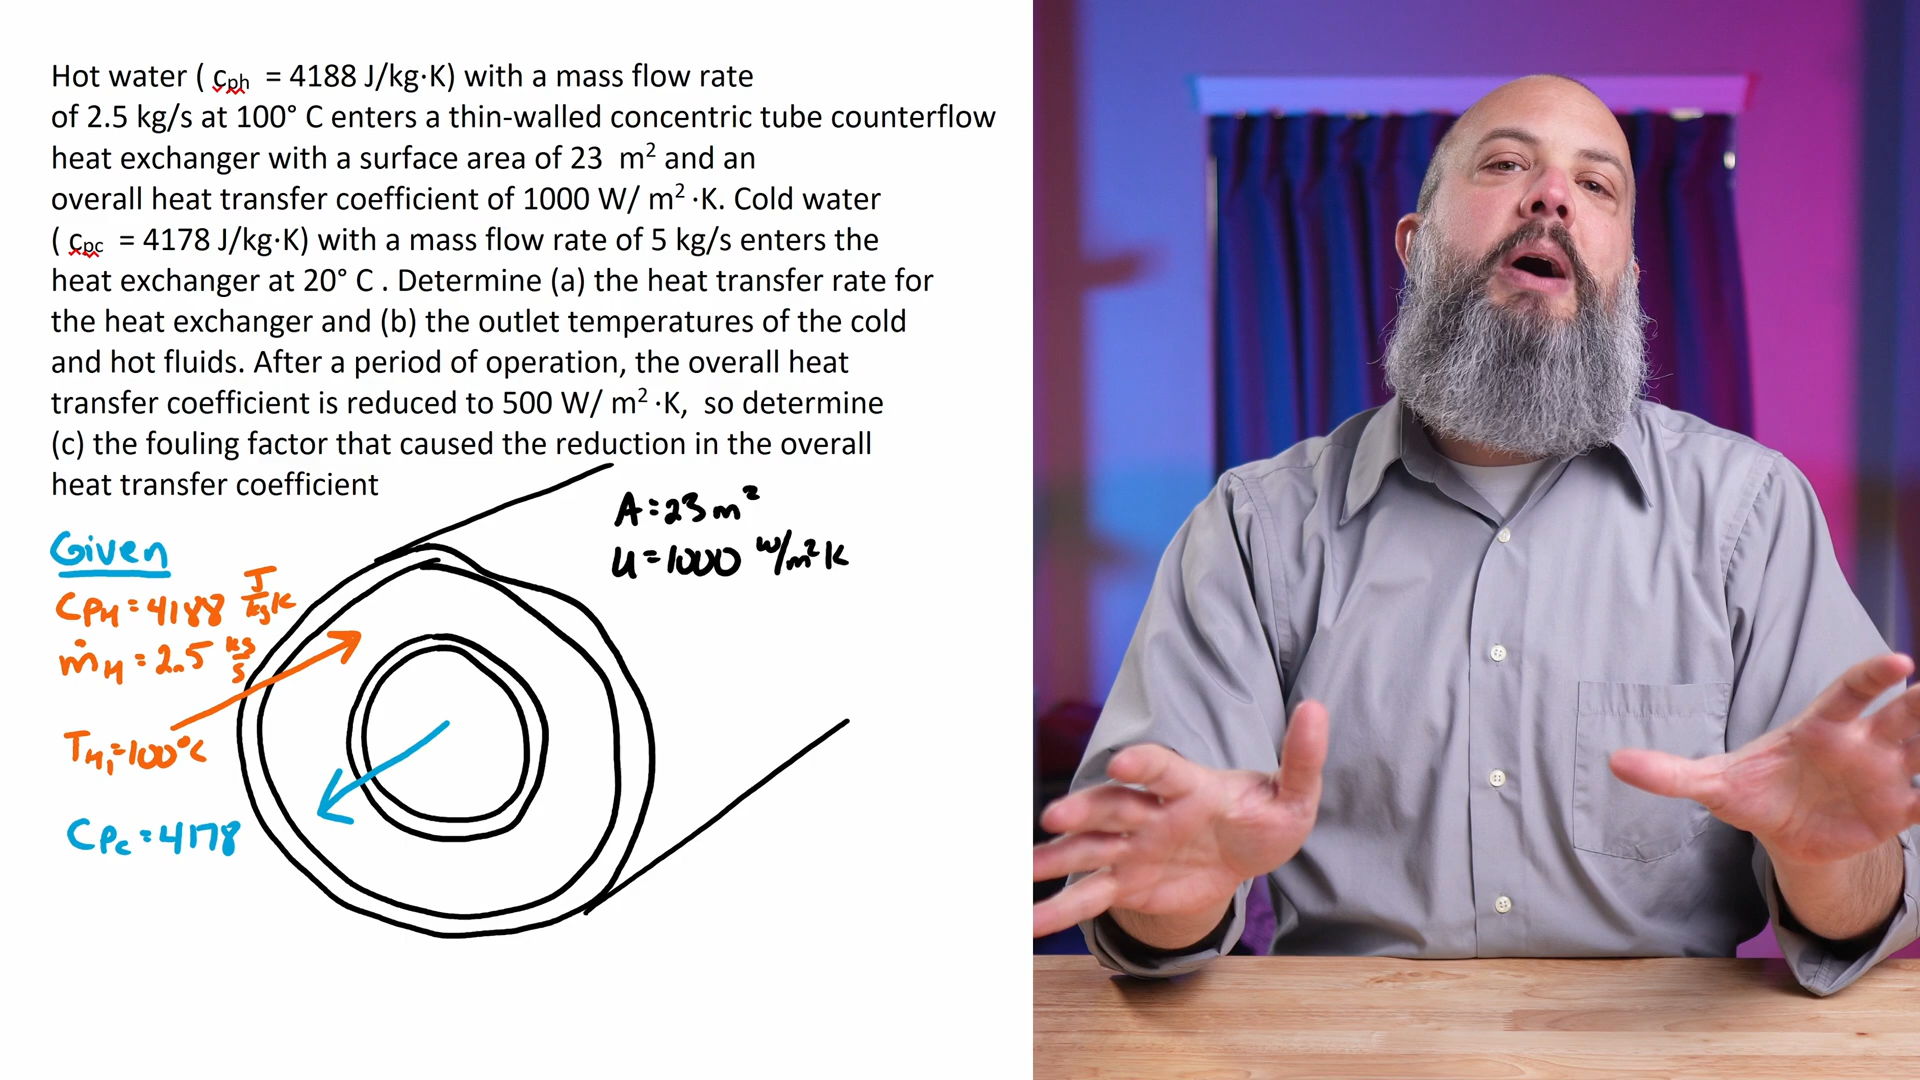 Hot water ( cph = 4188 J/kg·K) with a mass flow rate
of 2.5 kg/s at 100° C enters a thin-walled concentric tube counterflow
heat exchanger with a surface area of 23 m² and an
overall heat transfer coefficient of 1000 W/ m² ·K. Cold water
( cpc = 4178 J/kg·K) with a mass flow rate of 5 kg/s enters the
heat exchanger at 20° C . Determine (a) the heat transfer rate for
the heat exchanger and (b) the outlet temperatures of the cold
and hot fluids. After a period of operation, the overall heat
transfer coefficient is reduced to 500 W/ m² ·K, so determine
(c) the fouling factor that caused the reduction in the overall
heat transfer coefficient
A=23m²
U=1000 W/m²K
Given
CPH=4188 J/kgK
ṁH=2.5 kg/s
TH1=100°C
CPc=4178